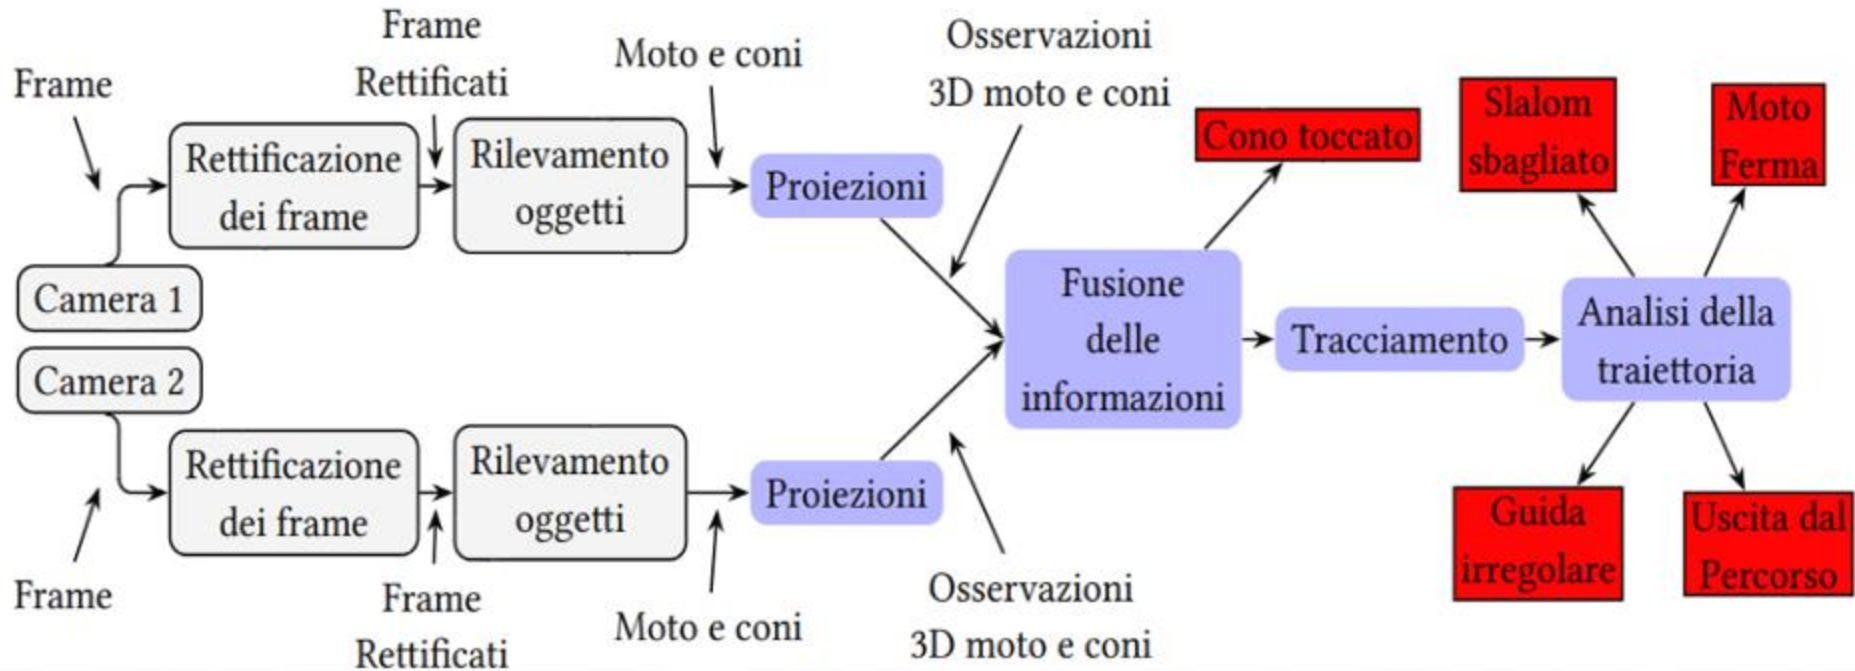 Frame
Frame
Rettificati
Moto e coni
Osservazioni
3D moto e coni
Rettificazione
dei frame
Rilevamento
oggetti
Proiezioni
Cono toccato
Slalom
sbagliato
Moto
Ferma
Camera 1
Camera 2
Fusione
delle
informazioni
Tracciamento
Analisi della
traiettoria
Rettificazione
dei frame
Rilevamento
oggetti
Proiezioni
Guida
irregolare
Uscita dal
Percorso
Frame
Frame
Rettificati
Moto e coni
Osservazioni
3D moto e coni